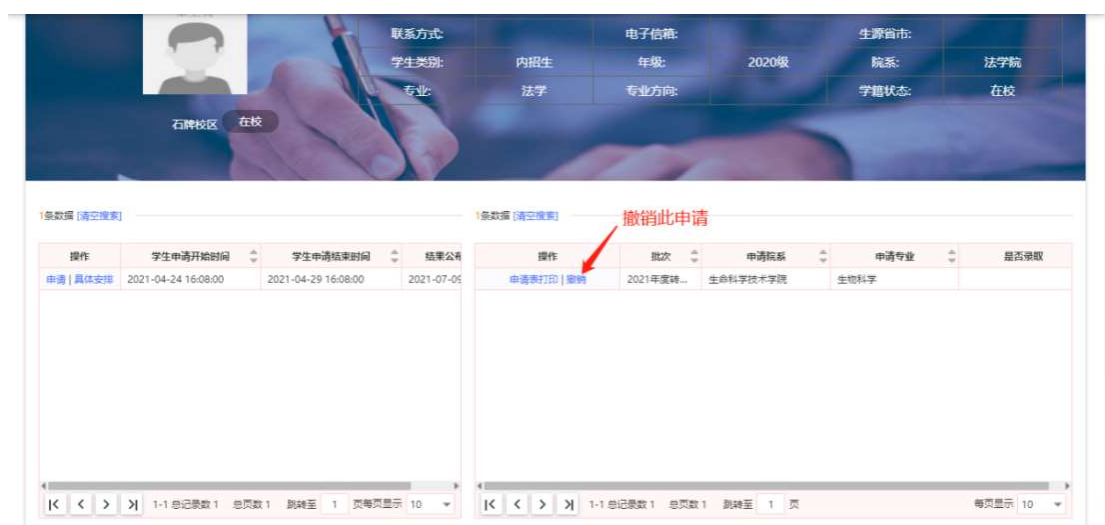 联系方式: 电子信箱: 生源省市:
学生类别: 内招生 年级: 2020级 院系: 法学院
专业: 法学 专业方向: 学籍状态: 在校
石牌校区 在校
1条数据 [清空搜索]
操作 学生申请开始时间 学生申请结束时间 结果公布
申请 | 具体安排 2021-04-24 16:08:00 2021-04-29 16:08:00 2021-07-09
1-1 总记录数 1 总页数 1 跳转至 1 页每页显示 10
1条数据 [清空搜索] 撤销此申请
操作 批次 申请院系 申请专业 是否录取
申请表打印 | 撤销 2021年度转... 生命科学技术学院 生物科学
1-1 总记录数 1 总页数 1 跳转至 1 页 每页显示 10